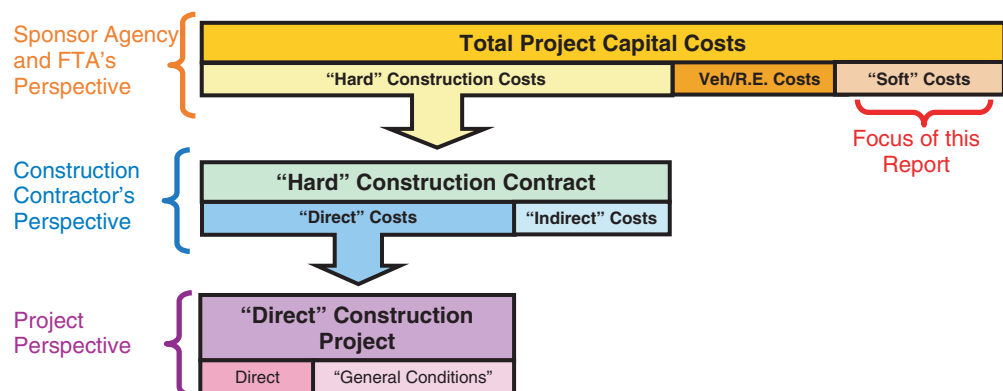 Sponsor Agency
and FTA's
Perspective
Total Project Capital Costs
“Hard” Construction Costs
Veh/R.E. Costs
“Soft” Costs
Focus of this
Report
Construction
Contractor's
Perspective
“Hard” Construction Contract
“Direct” Costs
“Indirect” Costs
Project
Perspective
“Direct” Construction
Project
Direct
“General Conditions”